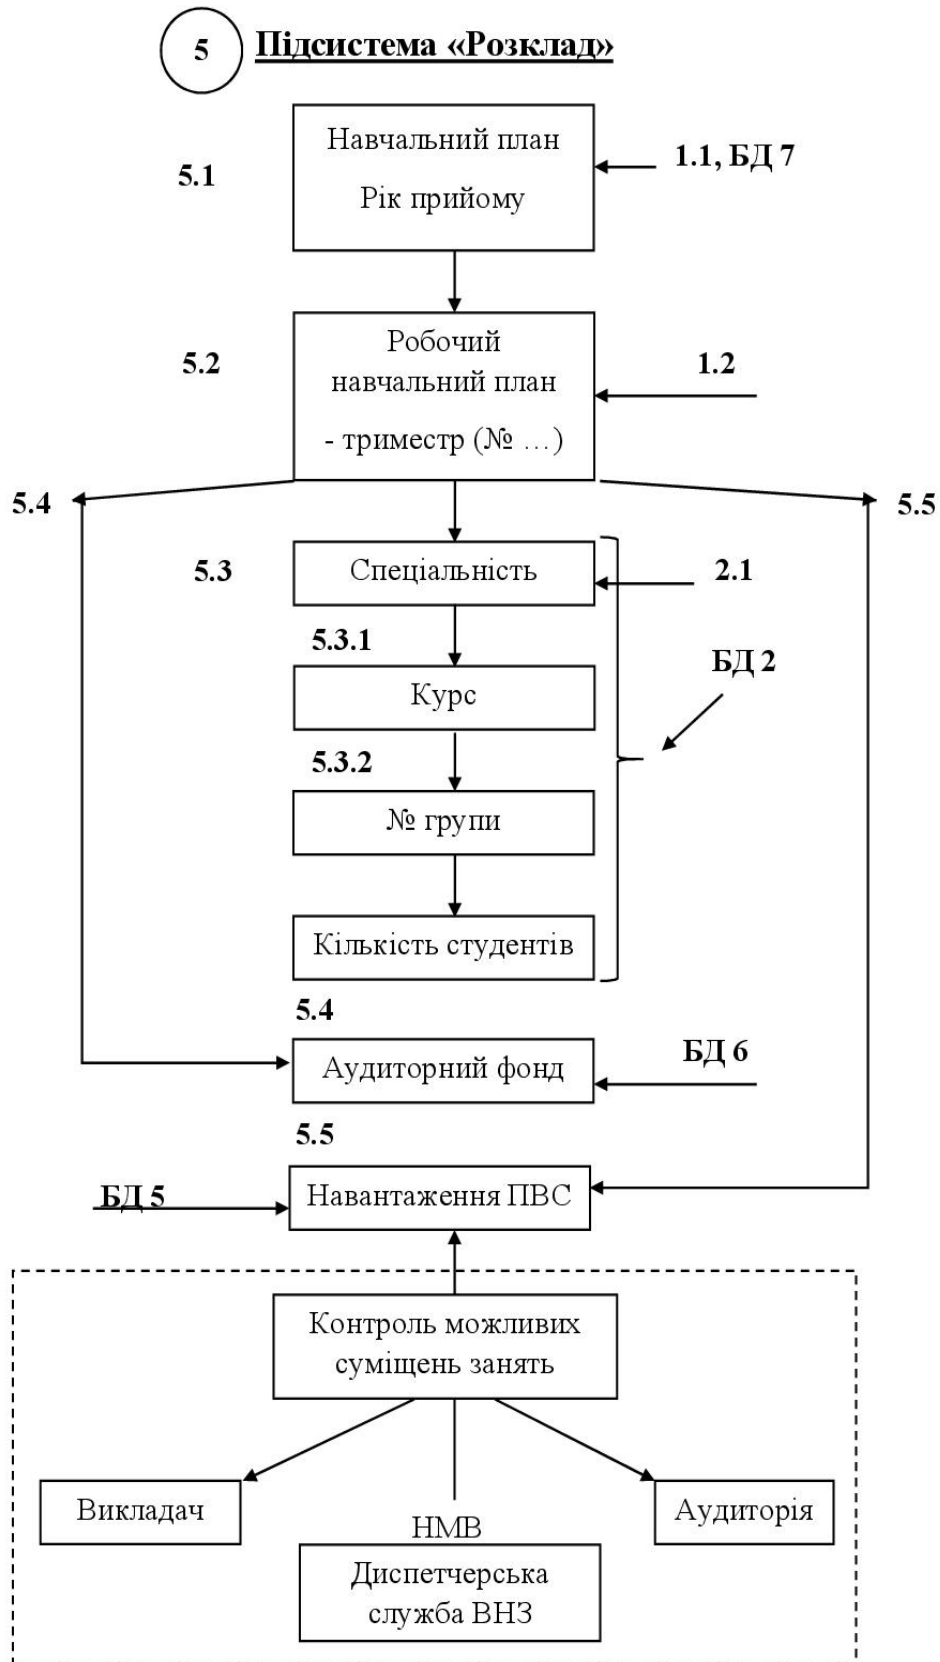 5 Підсистема «Розклад»
5.1
Навчальний план
Рік прийому
1.1, БД 7
5.2
Робочий
навчальний план
- триместр (№ ...)
1.2
5.4
5.5
5.3
Спеціальність
2.1
5.3.1
Курс
БД 2
5.3.2
№ групи
Кількість студентів
5.4
Аудиторний фонд
БД 6
5.5
БД 5
Навантаження ПВС
Контроль можливих
суміщень занять
Викладач
Аудиторія
НМВ
Диспетчерська
служба ВНЗ